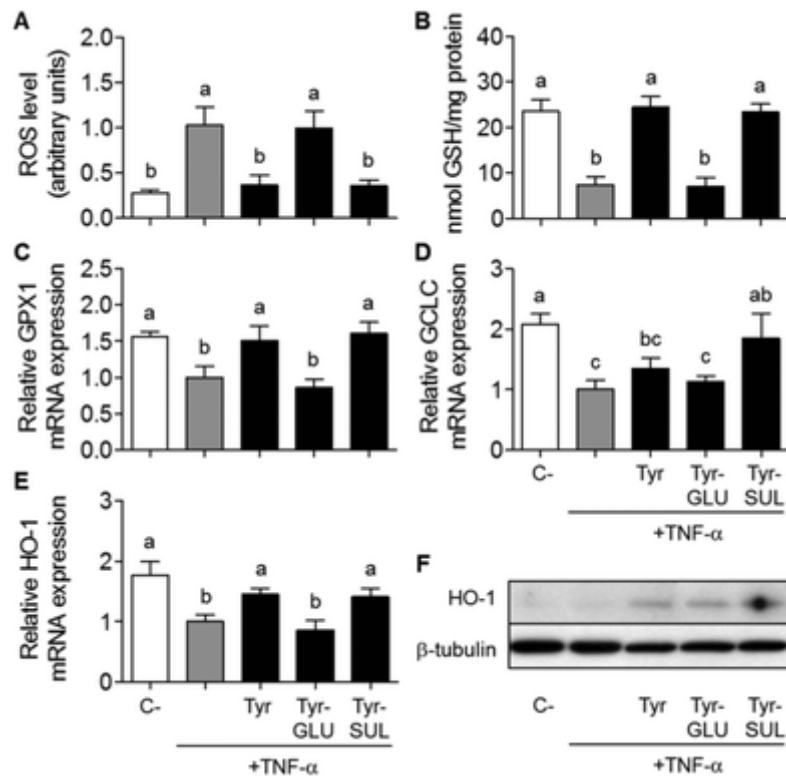 A
ROS level
(arbitrary units)
2.0
1.5
1.0
0.5
0.0
b
a
b
a
b
B
nmol GSH/mg protein
40
30
20
10
0
a
b
a
b
a
C
Relative GPX1
mRNA expression
2.5
2.0
1.5
1.0
0.5
0.0
a
b
a
b
a
D
Relative GCLC
mRNA expression
3
2
1
0
a
c
bc
c
ab
C-
Tyr
Tyr-
GLU
Tyr-
SUL
+TNF-α
E
Relative HO-1
mRNA expression
3
2
1
0
a
b
a
b
a
C-
Tyr
Tyr-
GLU
Tyr-
SUL
+TNF-α
F
HO-1
β-tubulin
C-
Tyr
Tyr-
GLU
Tyr-
SUL
+TNF-α